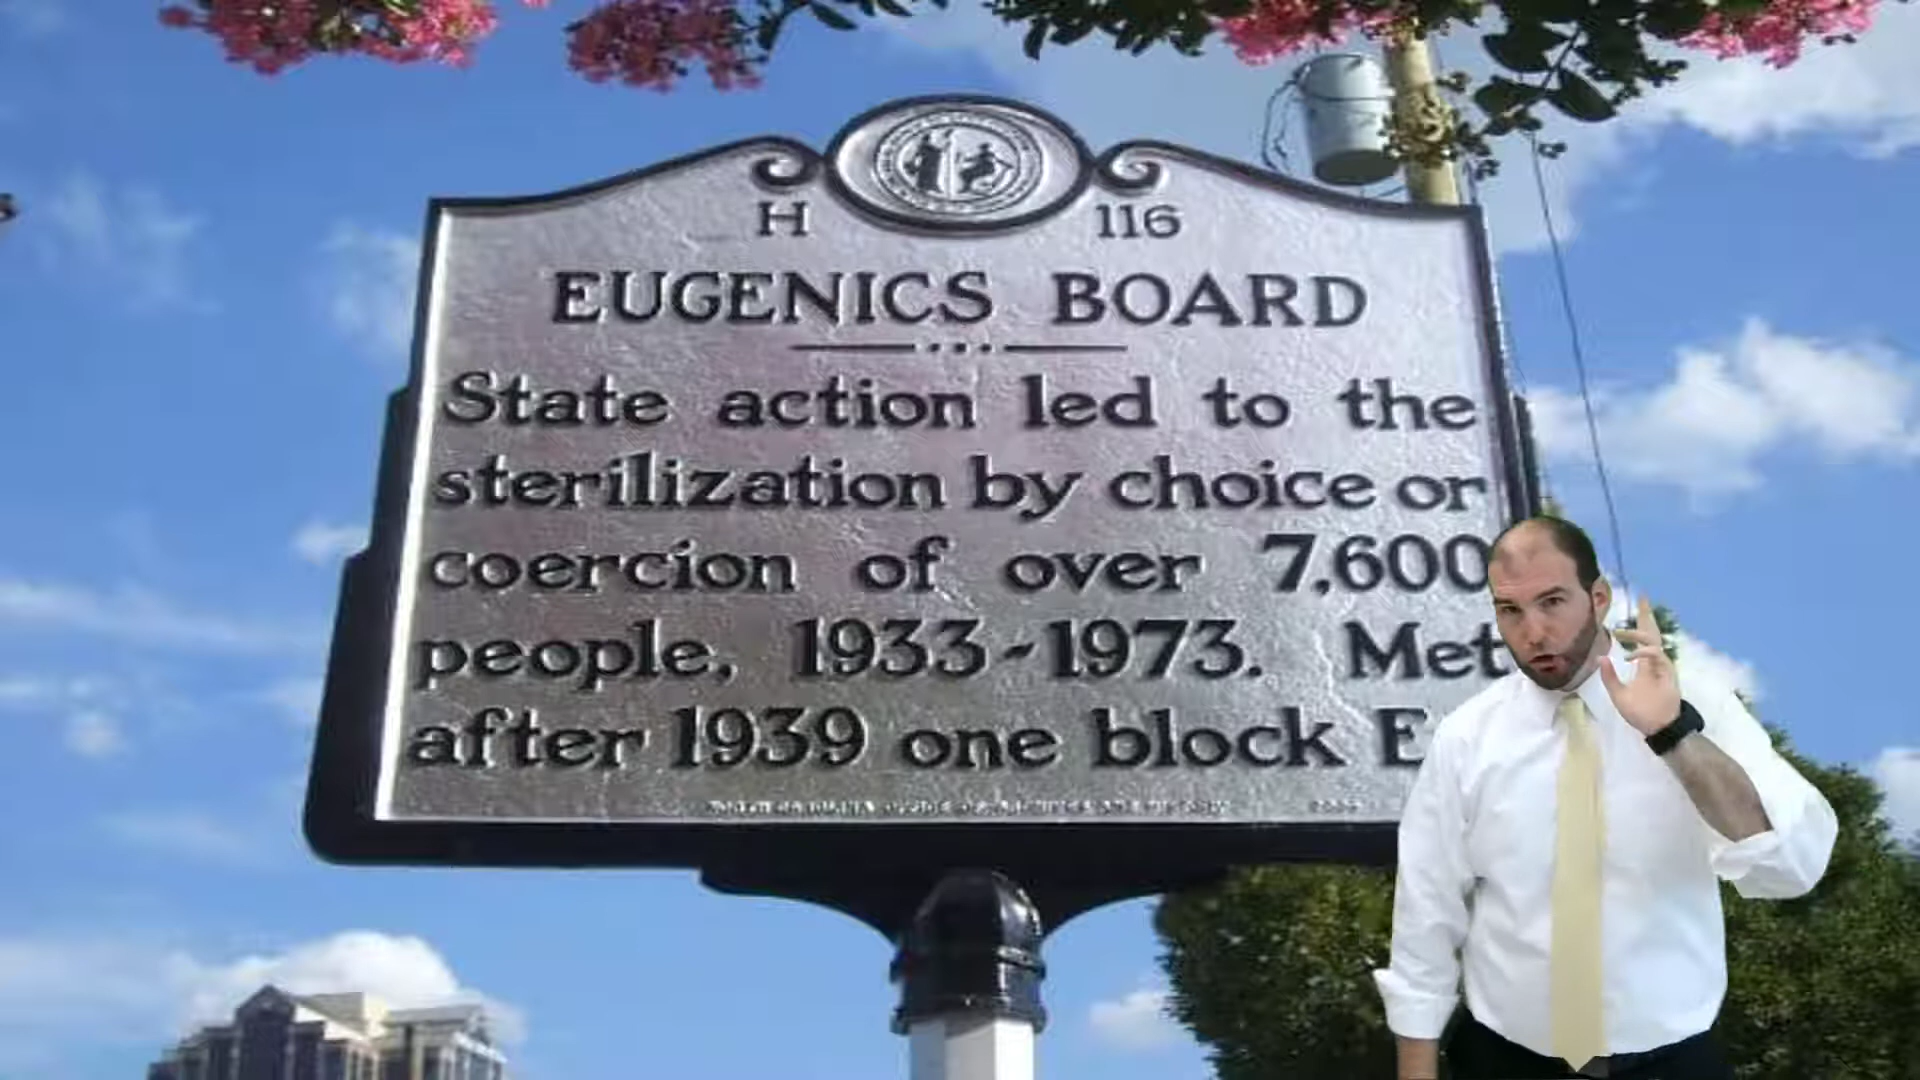 H 116
EUGENICS BOARD
State action led to the
sterilization by choice or
coercion of over 7,600
people, 1933-1973. Met
after 1939 one block E.